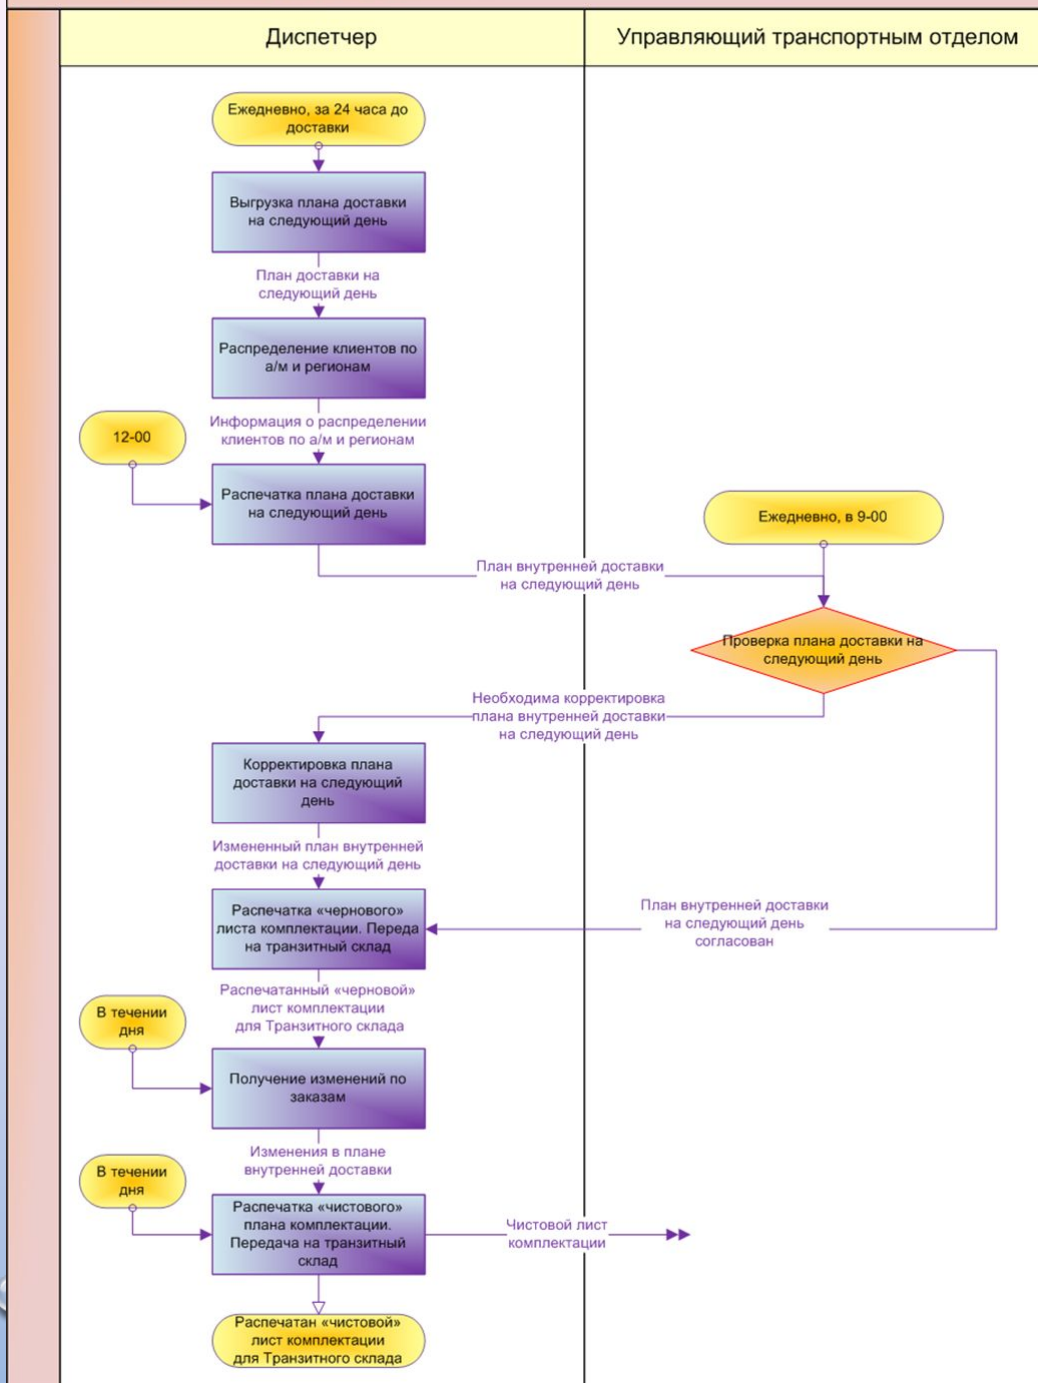 Диспетчер
Управляющий транспортным отделом
Ежедневно, за 24 часа до
доставки
Выгрузка плана доставки
на следующий день
План доставки на
следующий день
Распределение клиентов по
а/м и регионам
Информация о распределении
клиентов по а/м и регионам
12-00
Распечатка плана доставки
на следующий день
Ежедневно, в 9-00
План внутренней доставки
на следующий день
Проверка плана доставки на
следующий день
Необходима корректировка
плана внутренней доставки
на следующий день
Корректировка плана
доставки на следующий
день
Измененный план внутренней
доставки на следующий день
Распечатка «чернового»
листа комплектации. Переда
на транзитный склад
План внутренней доставки
на следующий день
согласован
Распечатанный «черновой»
лист комплектации
для Транзитного склада
В течении
дня
Получение изменений по
заказам
Изменения в плане
внутренней доставки
В течении
дня
Распечатка «чистового»
плана комплектации.
Передача на транзитный
склад
Чистовой лист
комплектации
Распечатан «чистовой»
лист комплектации
для Транзитного склада